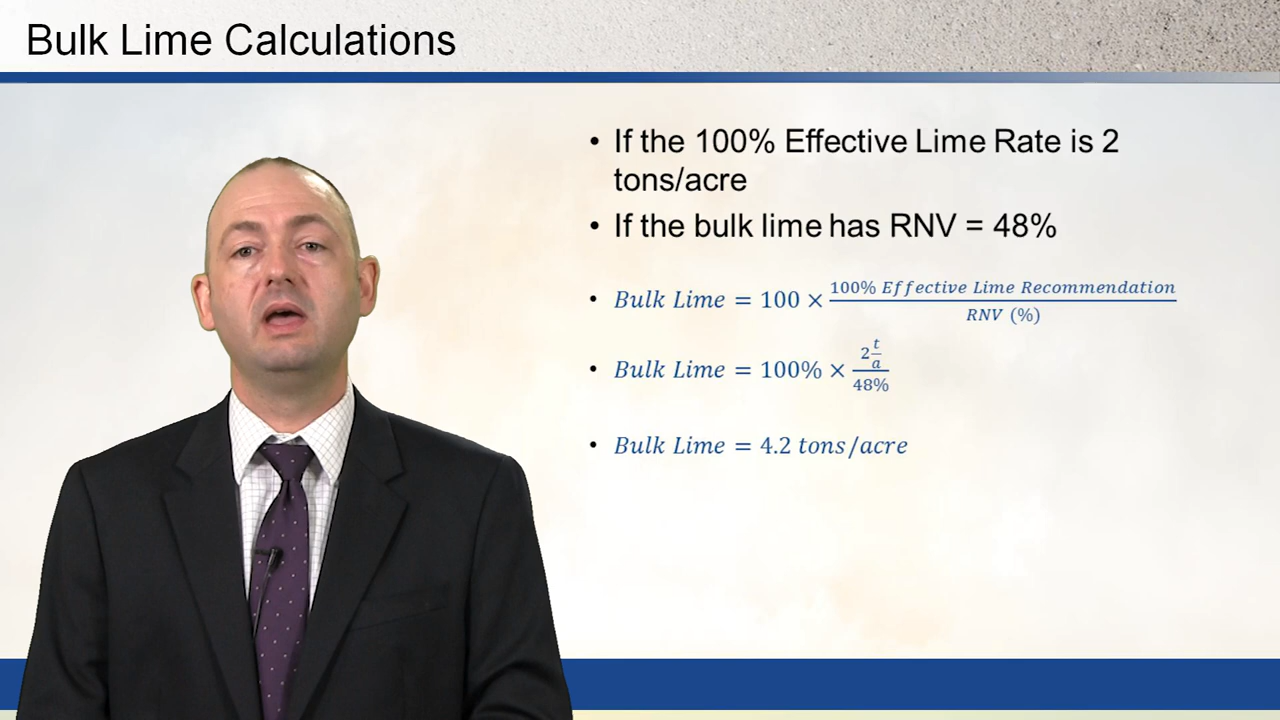 Bulk Lime Calculations
• If the 100% Effective Lime Rate is 2
tons/acre
• If the bulk lime has RNV = 48%
• Bulk Lime = 100 × 100% Effective Lime Recommendation / RNV (%)
• Bulk Lime = 100% × 2 t/a / 48%
• Bulk Lime = 4.2 tons/acre